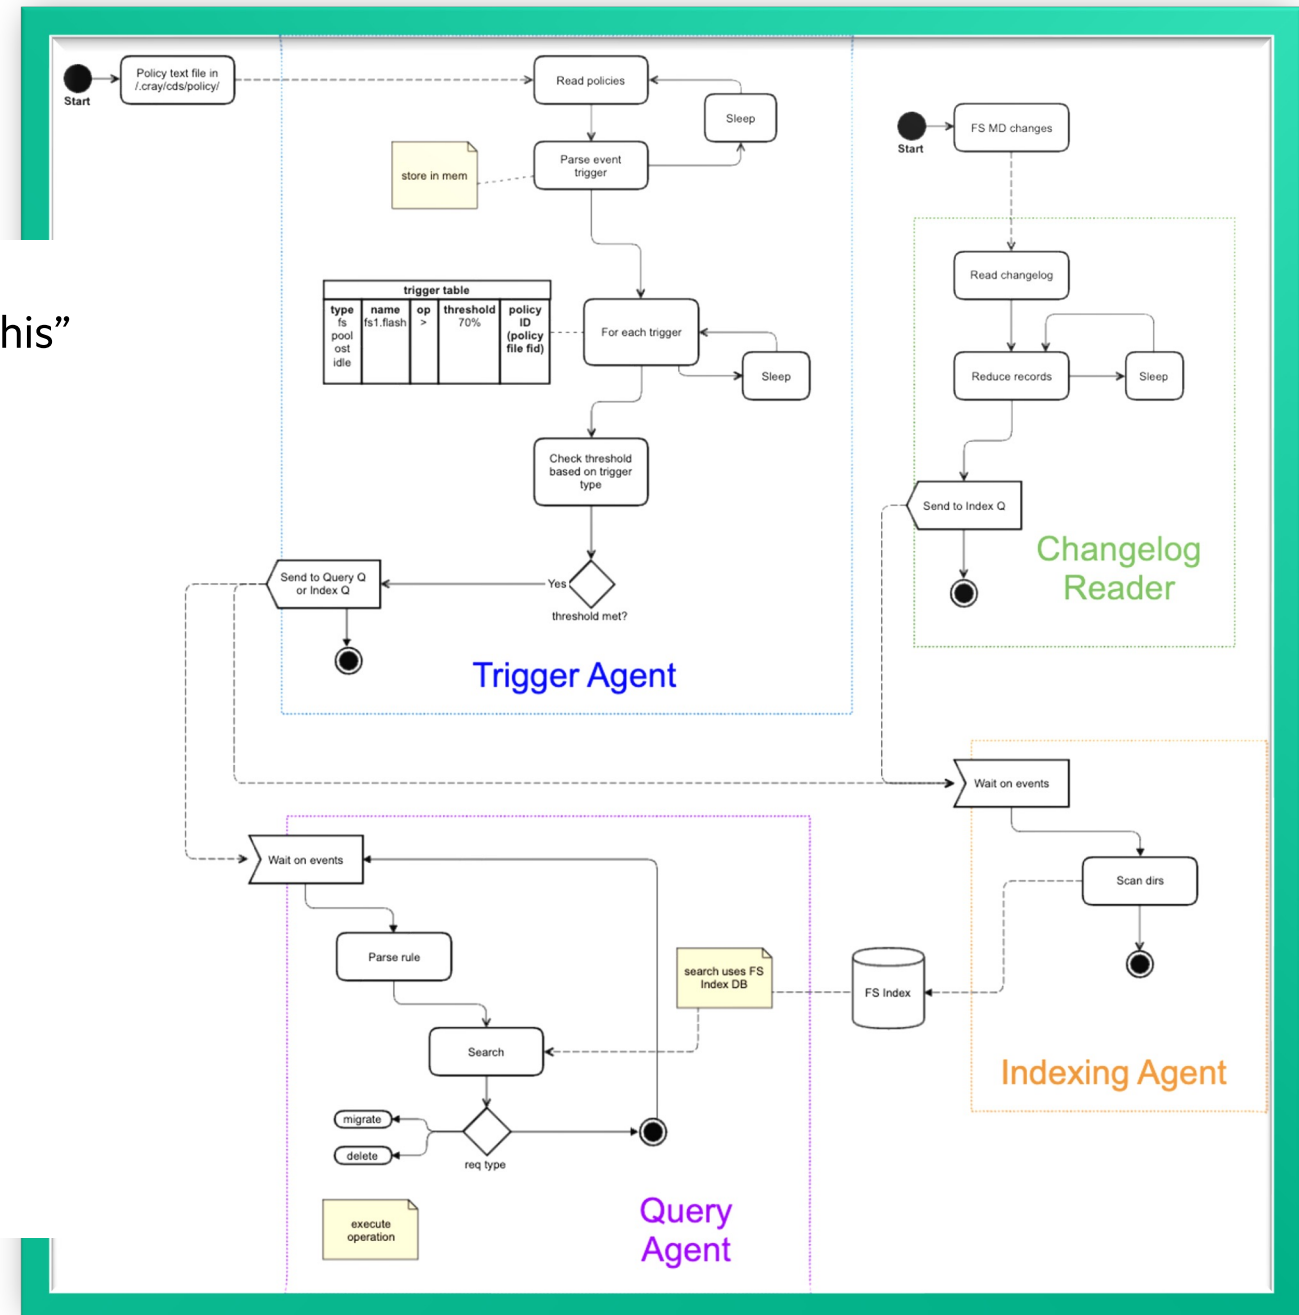 his”
Start
Policy text file in
/.cray/cds/policy/
Read policies
Sleep
store in mem
Parse event
trigger
trigger table
type
fs
pool
ost
idle
name
fs1.flash
op
>
threshold
70%
policy
ID
(policy
file fid)
For each trigger
Sleep
Check threshold
based on trigger
type
Yes
threshold met?
Send to Query Q
or Index Q
Trigger Agent
Start
FS MD changes
Read changelog
Reduce records
Sleep
Send to Index Q
Changelog
Reader
Wait on events
Scan dirs
FS Index
Indexing Agent
Wait on events
Parse rule
search uses FS
Index DB
Search
migrate
delete
req type
execute
operation
Query
Agent